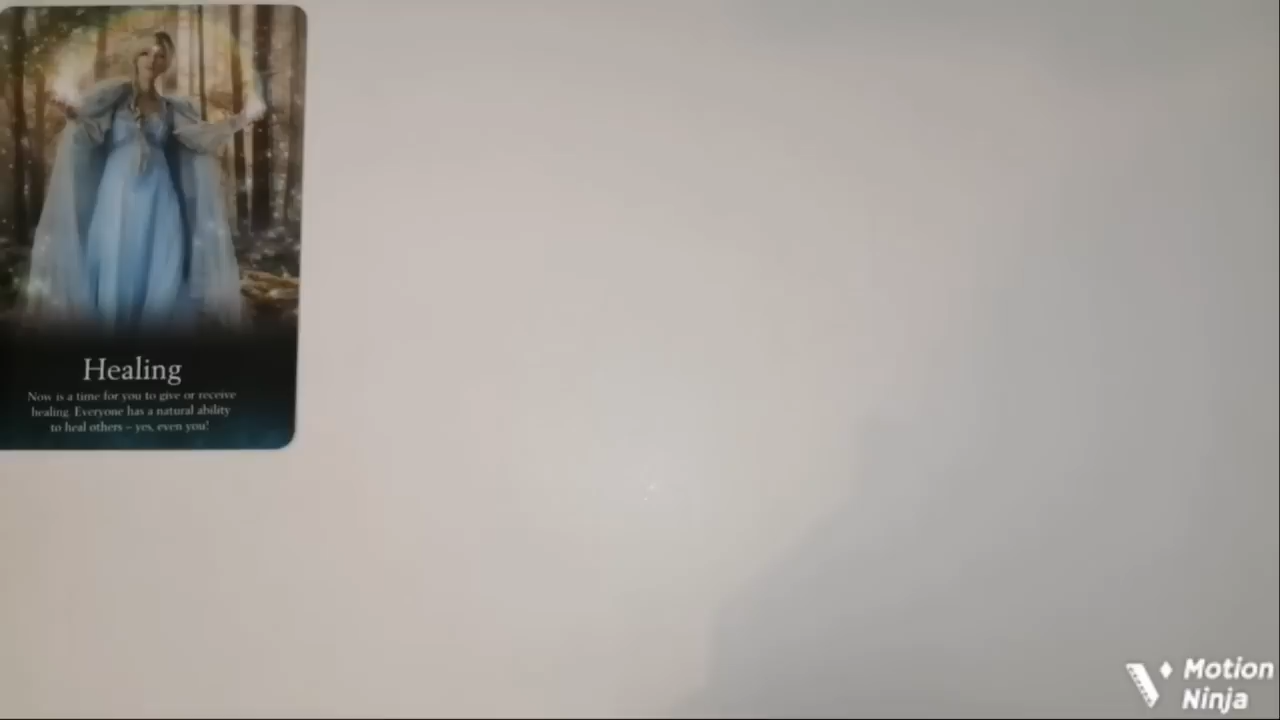 Healing
Now is a time for you to give or receive
healing. Everyone has a natural ability
to heal others – yes, even you!
Motion
Ninja